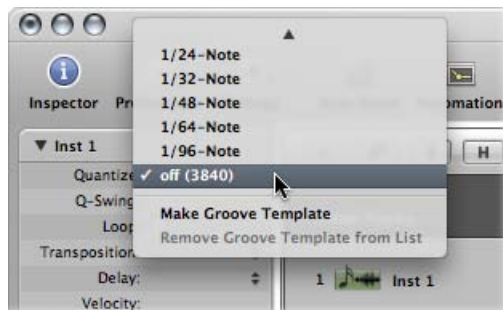 1/24-Note
1/32-Note
1/48-Note
1/64-Note
1/96-Note
✓ off (3840)
Make Groove Template
Remove Groove Template from List
Inspector
Inst 1
Quantize
Q-Swing
Loop
Transposition
Delay:
Velocity:
H
1 Inst 1